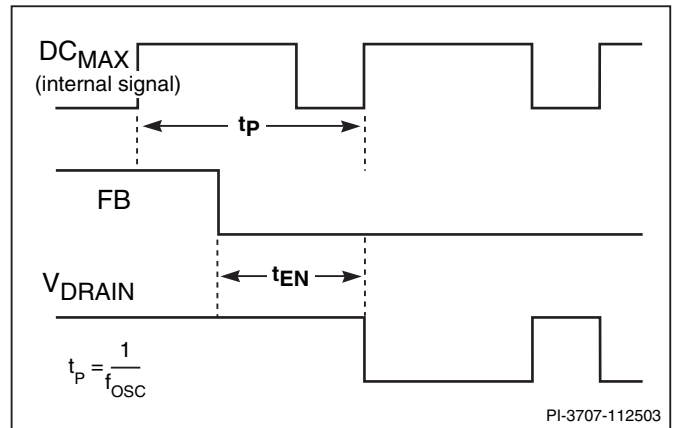 DCMAX
(internal signal)
tP
FB
tEN
VDRAIN
tP = 1/fOSC
PI-3707-112503